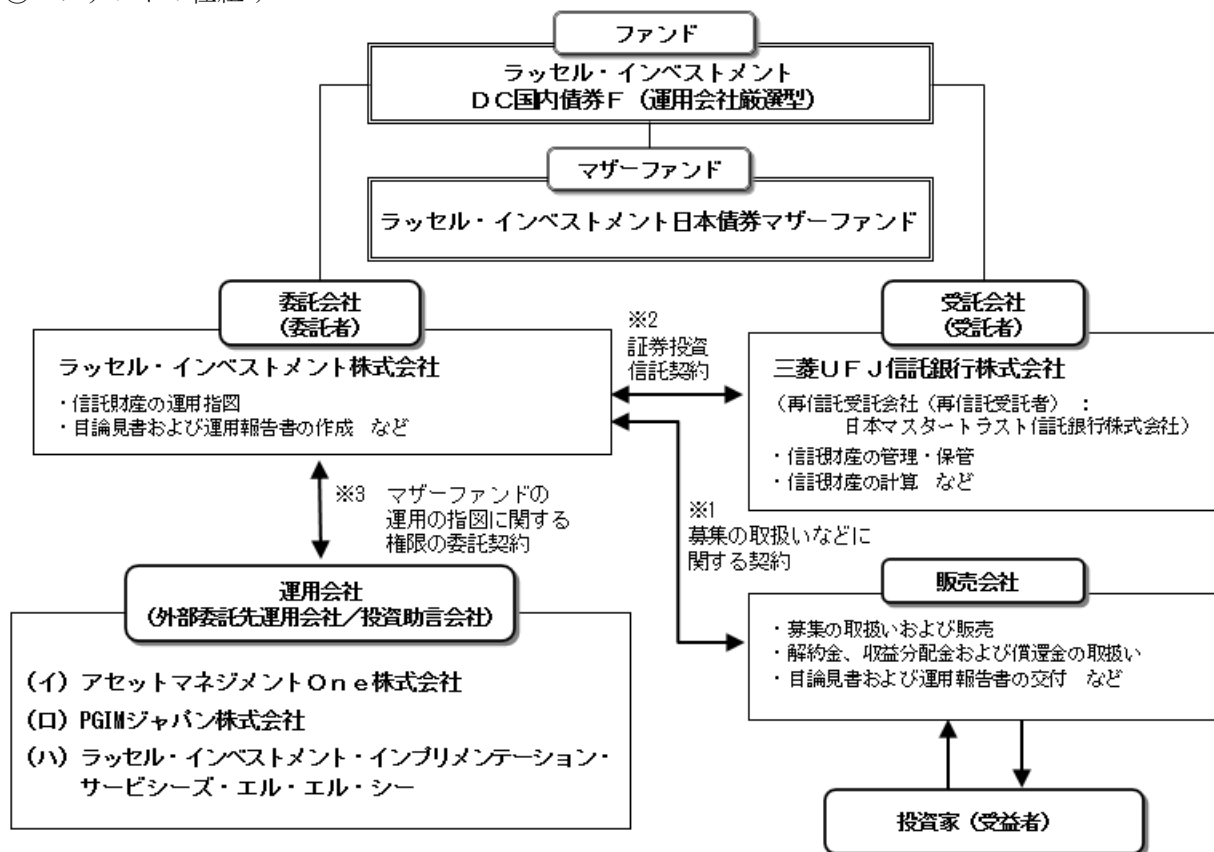 ファンド
ラッセル・インベストメント
DC国内債券F(運用会社厳選型)
マザーファンド
ラッセル・インベストメント日本債券マザーファンド
委託会社
(委託者)
ラッセル・インベストメント株式会社
・信託財産の運用指図
・目論見書および運用報告書の作成 など
※2
証券投資
信託契約
受託会社
(受託者)
三菱UFJ信託銀行株式会社
(再信託受託会社(再信託受託者) :
日本マスタートラスト信託銀行株式会社)
・信託財産の管理・保管
・信託財産の計算 など
※3 マザーファンドの
運用の指図に関する
権限の委託契約
※1
募集の取扱いなどに
関する契約
運用会社
(外部委託先運用会社/投資助言会社)
(イ)アセットマネジメントOne株式会社
(ロ)PGIMジャパン株式会社
(ハ)ラッセル・インベストメント・インプリメンテーション・
サービシーズ・エル・エル・シー
販売会社
・募集の取扱いおよび販売
・解約金、収益分配金および償還金の取扱い
・目論見書および運用報告書の交付 など
投資家(受益者)